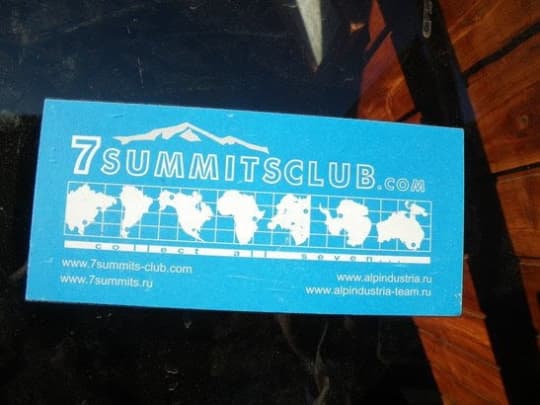 7SUMMITSCLUB.COM
collect all seven...
www.7summits-club.com
www.7summits.ru
www.alpindustria.ru
www.alpindustria-team.ru